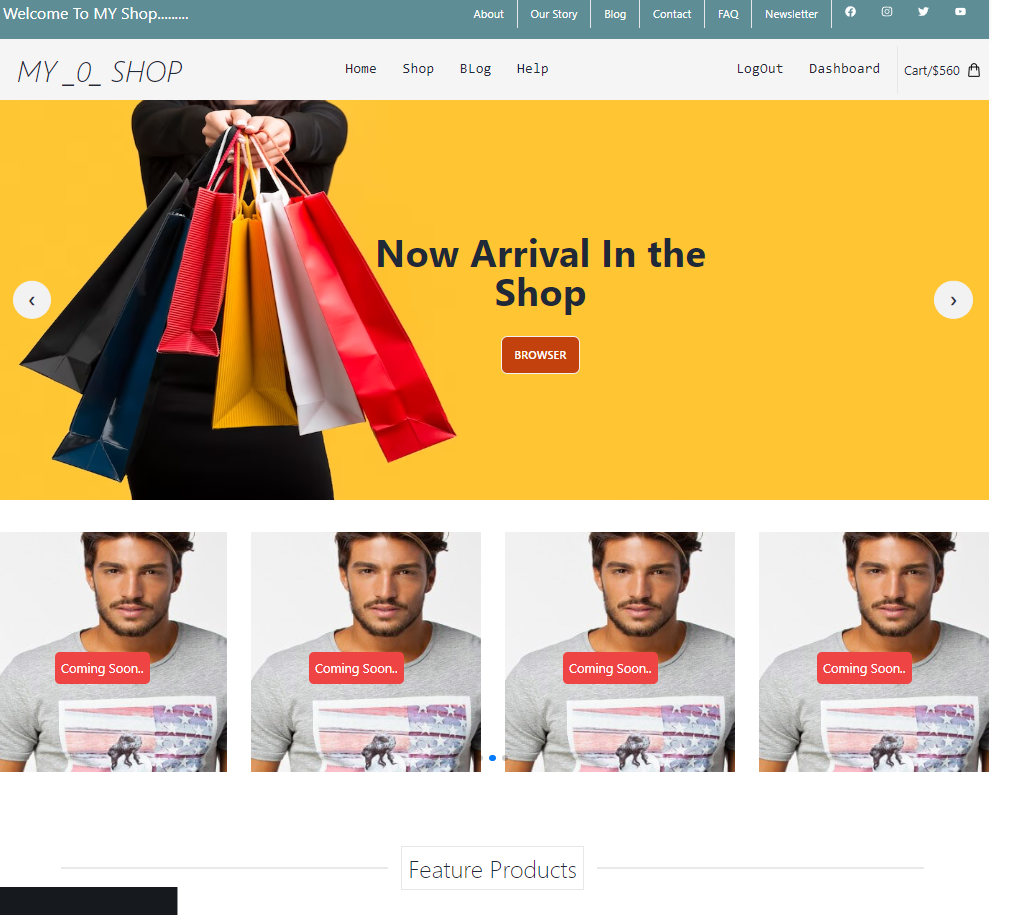 Welcome To MY Shop.........
About
Our Story
Blog
Contact
FAQ
Newsletter
MY _0_ SHOP
Home
Shop
BLog
Help
LogOut
Dashboard
Cart/$560
Now Arrival In the
Shop
BROWSER
Coming Soon..
Coming Soon..
Coming Soon..
Coming Soon..
Feature Products